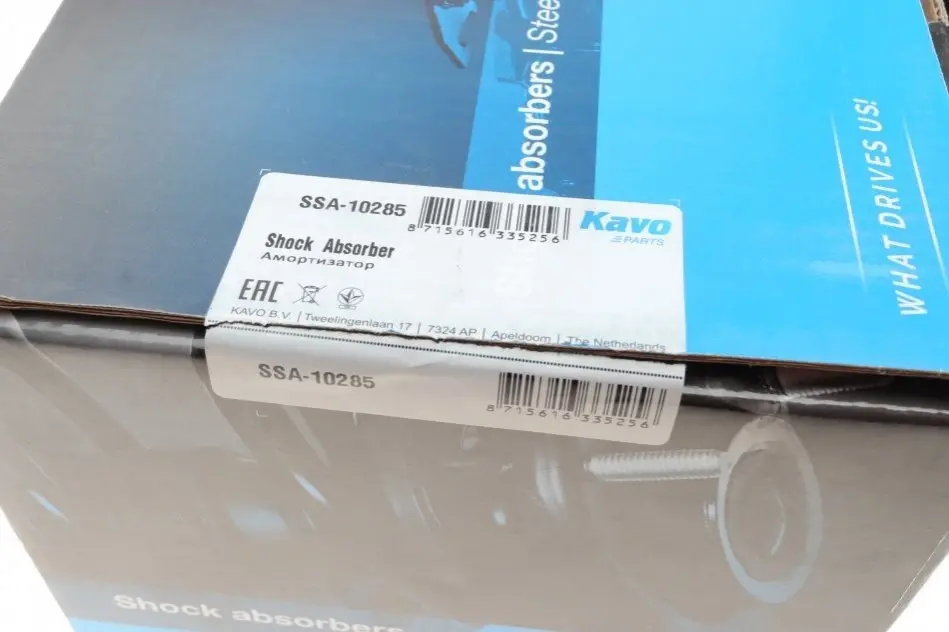 absorbers | Stee
WHAT DRIVES US!
SSA-10285
8 715616 335256
Kavo
PARTS
Shock Absorber
Амортизатор
EAC
KAVO B.V. | Tweelingenlaan 17 | 7324 AP | Apeldoorn | The Netherlands
SSA-10285
8 715616 335256
Shock absorbers